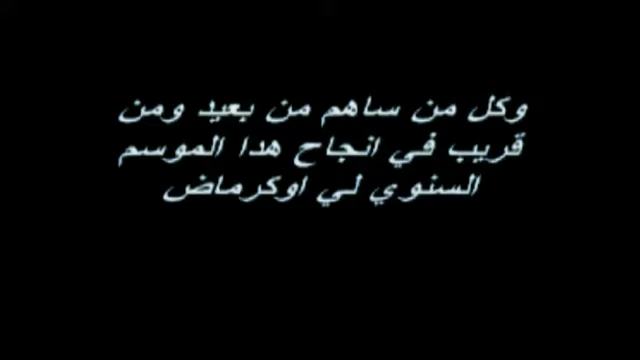 وكل من ساهم من بعيد ومن
قريب في انجاح هدا الموسم
السنوي لي اوكرماض